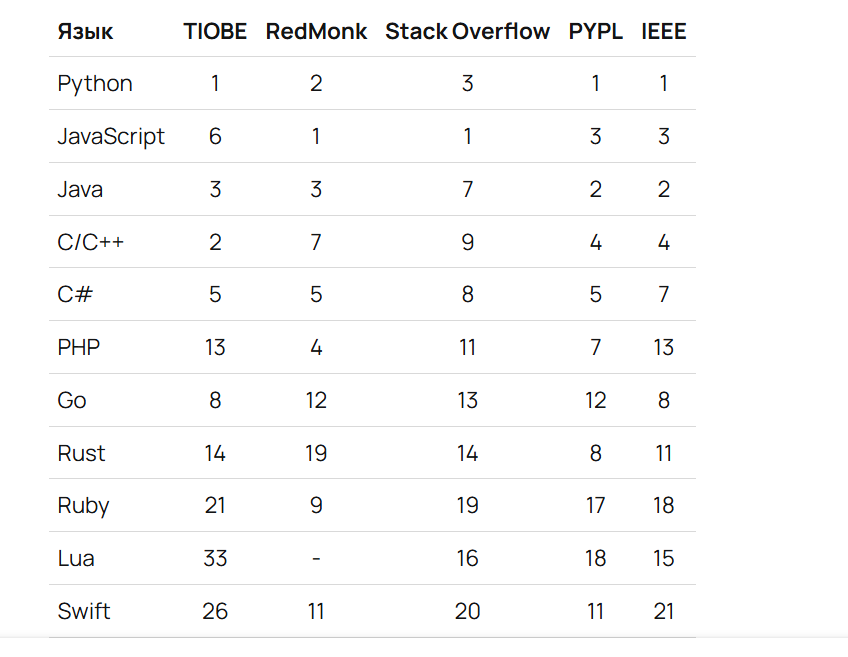 Язык TIOBE RedMonk Stack Overflow PYPL IEEE
Python 1 2 3 1 1
JavaScript 6 1 1 3 3
Java 3 3 7 2 2
C/C++ 2 7 9 4 4
C# 5 5 8 5 7
PHP 13 4 11 7 13
Go 8 12 13 12 8
Rust 14 19 14 8 11
Ruby 21 9 19 17 18
Lua 33 - 16 18 15
Swift 26 11 20 11 21